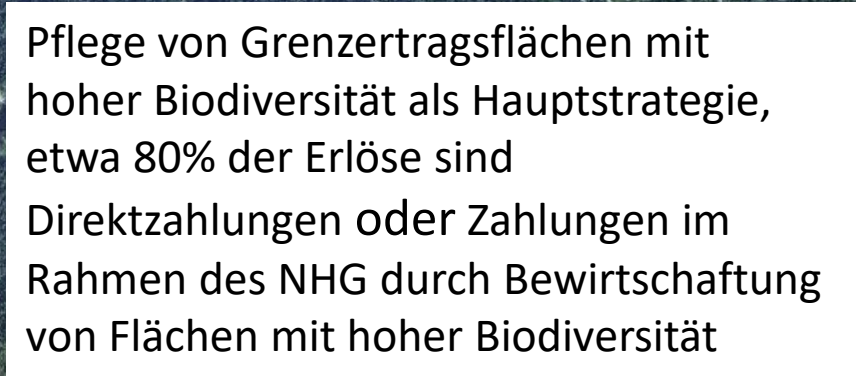 Pflege von Grenzertragsflächen mit
hoher Biodiversität als Hauptstrategie,
etwa 80% der Erlöse sind
Direktzahlungen oder Zahlungen im
Rahmen des NHG durch Bewirtschaftung
von Flächen mit hoher Biodiversität